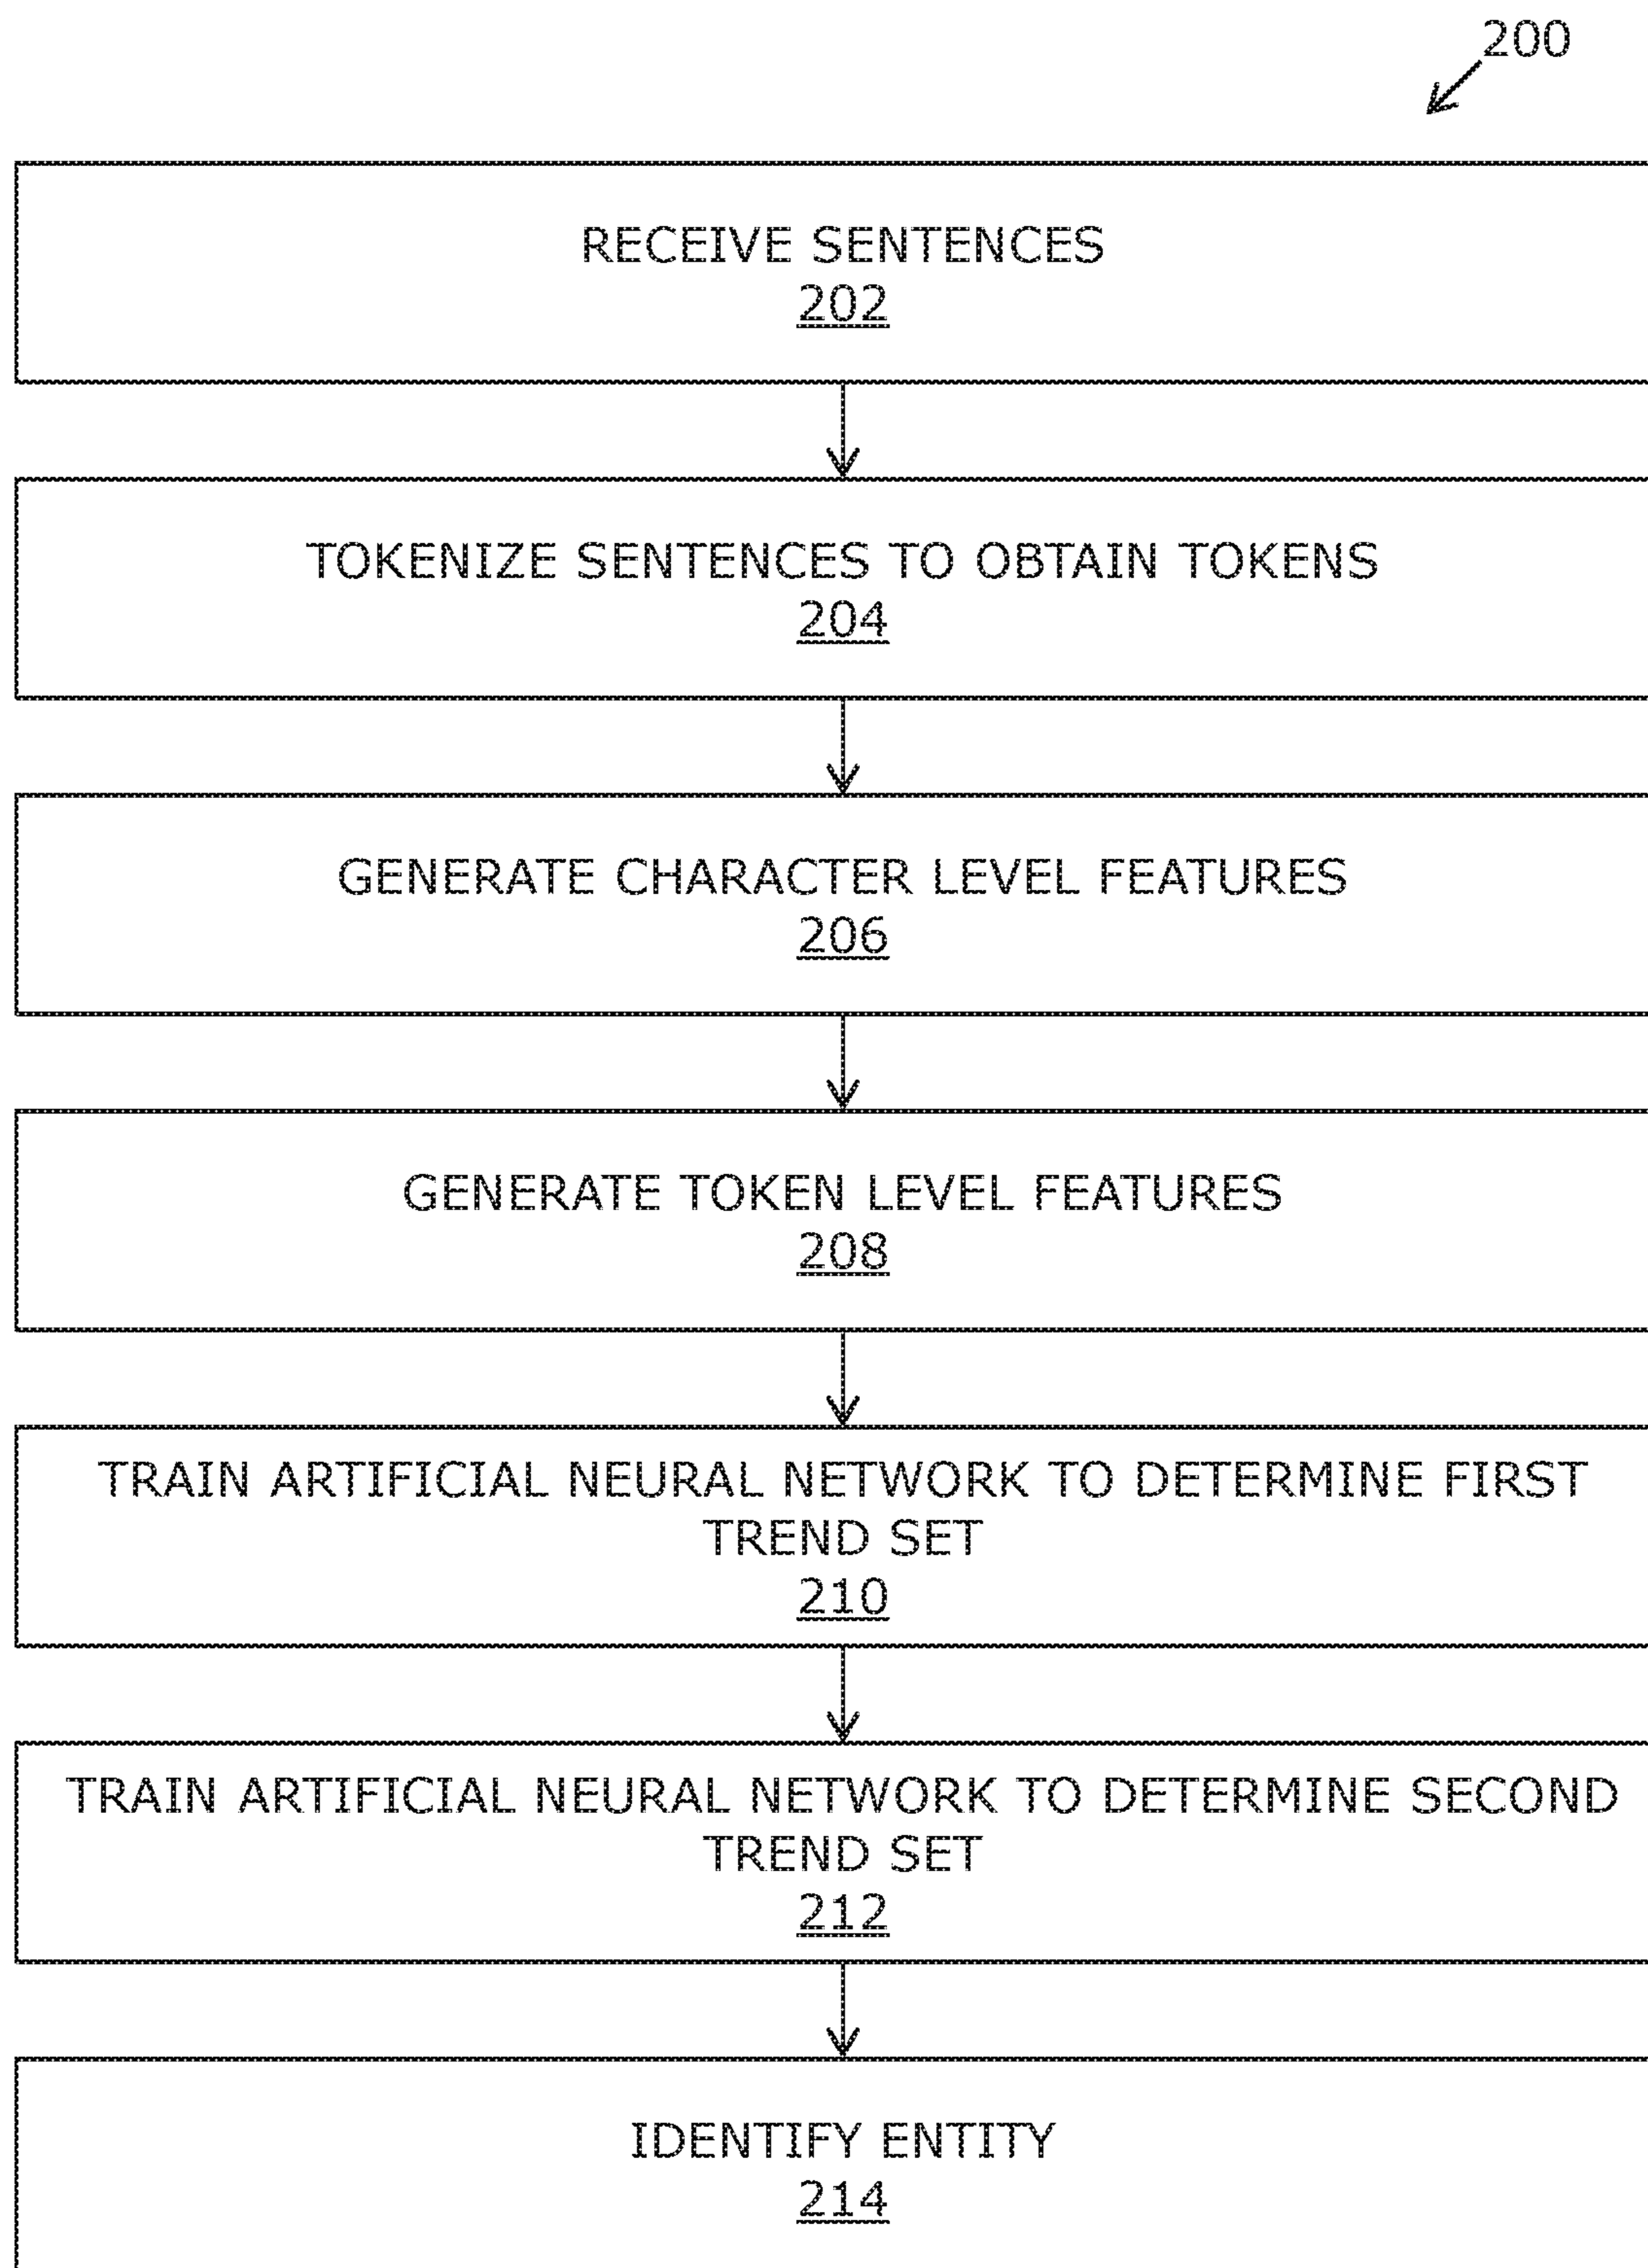 200
RECEIVE SENTENCES
202
TOKENIZE SENTENCES TO OBTAIN TOKENS
204
GENERATE CHARACTER LEVEL FEATURES
206
GENERATE TOKEN LEVEL FEATURES
208
TRAIN ARTIFICIAL NEURAL NETWORK TO DETERMINE FIRST
TREND SET
210
TRAIN ARTIFICIAL NEURAL NETWORK TO DETERMINE SECOND
TREND SET
212
IDENTIFY ENTITY
214